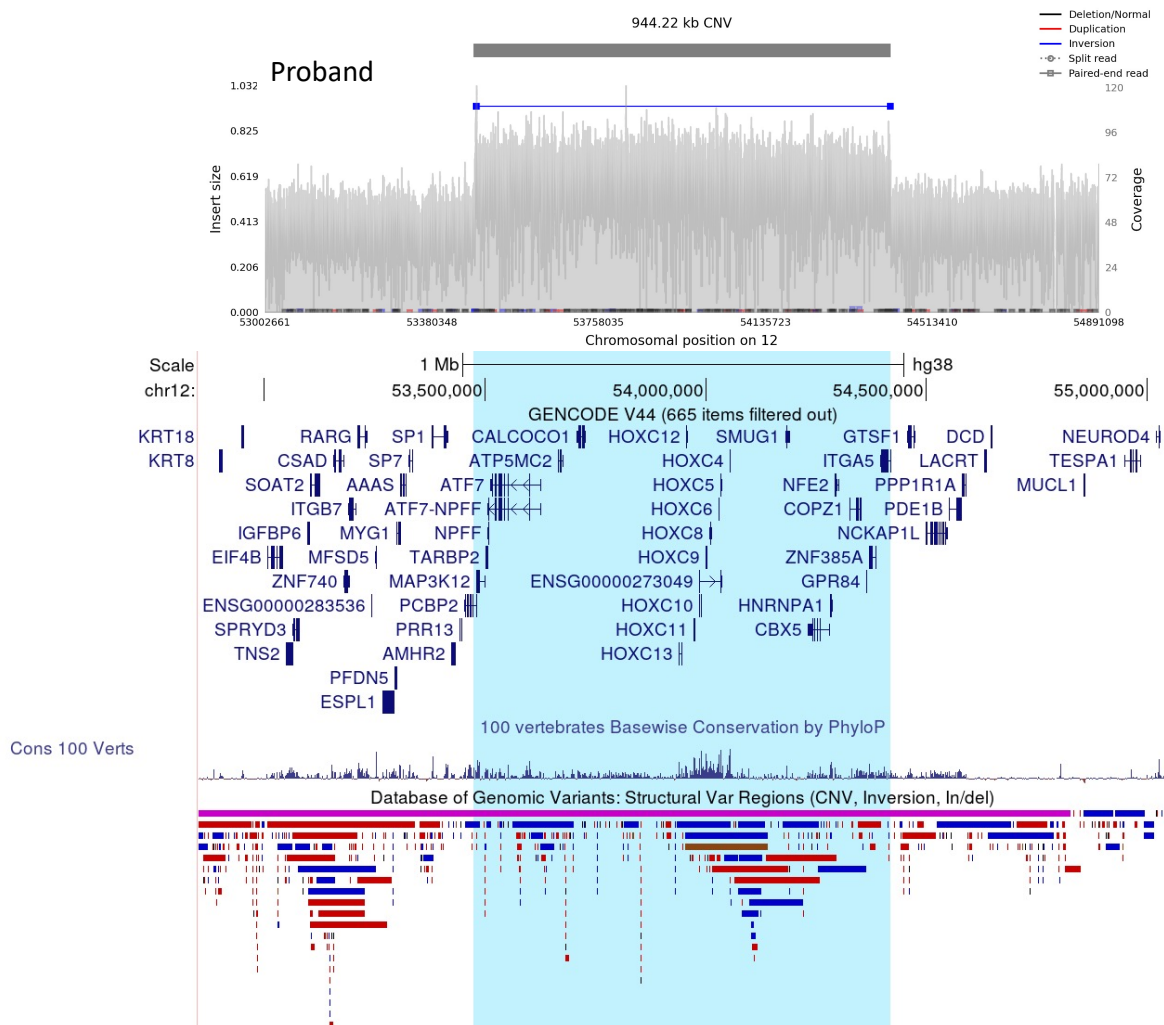 944.22 kb CNV
Deletion/Normal
Duplication
Inversion
Split read
Paired-end read
Proband
1.032
0.825
0.619
0.413
0.206
0.000
Insert size
120
96
72
48
24
0
Coverage
53002661 53380348 53758035 54135723 54513410 54891098
Chromosomal position on 12
Scale 1 Mb hg38
chr12: 53,500,000 54,000,000 54,500,000 55,000,000
GENCODE V44 (665 items filtered out)
KRT18 RARG SP1 CALCOCO1 HOXC12 SMUG1 GTSF1 DCD NEUROD4
KRT8 CSAD SP7 ATP5MC2 HOXC4 ITGA5 LACRT TESPA1
SOAT2 AAAS ATF7 HOXC5 NFE2 PPP1R1A MUCL1
ITGB7 ATF7-NPFF HOXC6 COPZ1 PDE1B
IGFBP6 MYG1 NPFF HOXC8 NCKAP1L
EIF4B MFSD5 TARBP2 HOXC9 ZNF385A
ZNF740 MAP3K12 ENSG00000273049 GPR84
ENSG00000283536 PCBP2 HOXC10 HNRNPA1
SPRYD3 PRR13 HOXC11 CBX5
TNS2 AMHR2 HOXC13
PFDN5
ESPL1
100 vertebrates Basewise Conservation by PhyloP
Cons 100 Verts
Database of Genomic Variants: Structural Var Regions (CNV, Inversion, In/del)